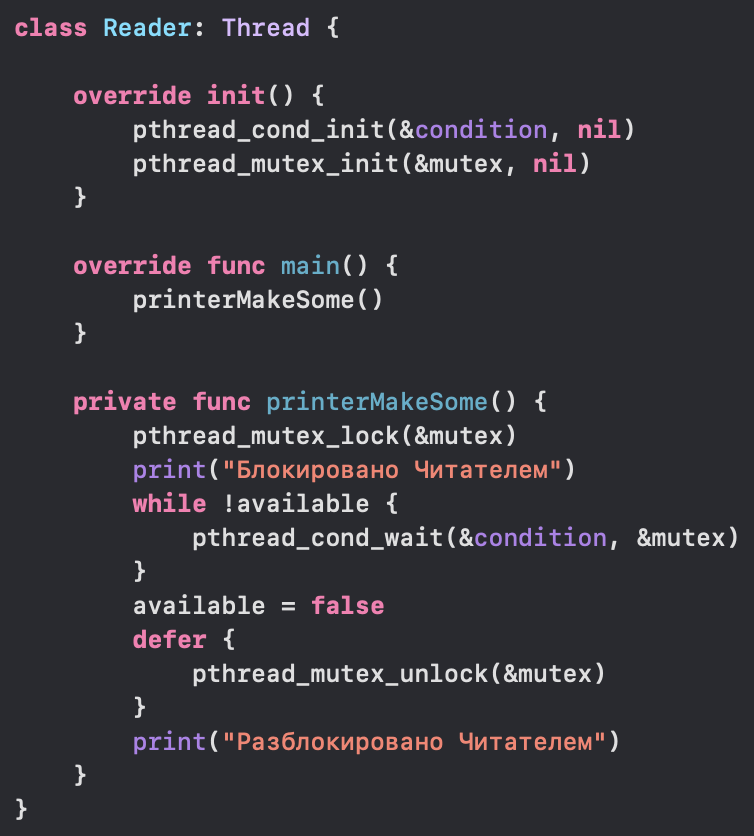 class Reader: Thread {
override init() {
pthread_cond_init(&condition, nil)
pthread_mutex_init(&mutex, nil)
}
override func main() {
printerMakeSome()
}
private func printerMakeSome() {
pthread_mutex_lock(&mutex)
print("Блокировано Читателем")
while !available {
pthread_cond_wait(&condition, &mutex)
}
available = false
defer {
pthread_mutex_unlock(&mutex)
}
print("Разблокировано Читателем")
}
}